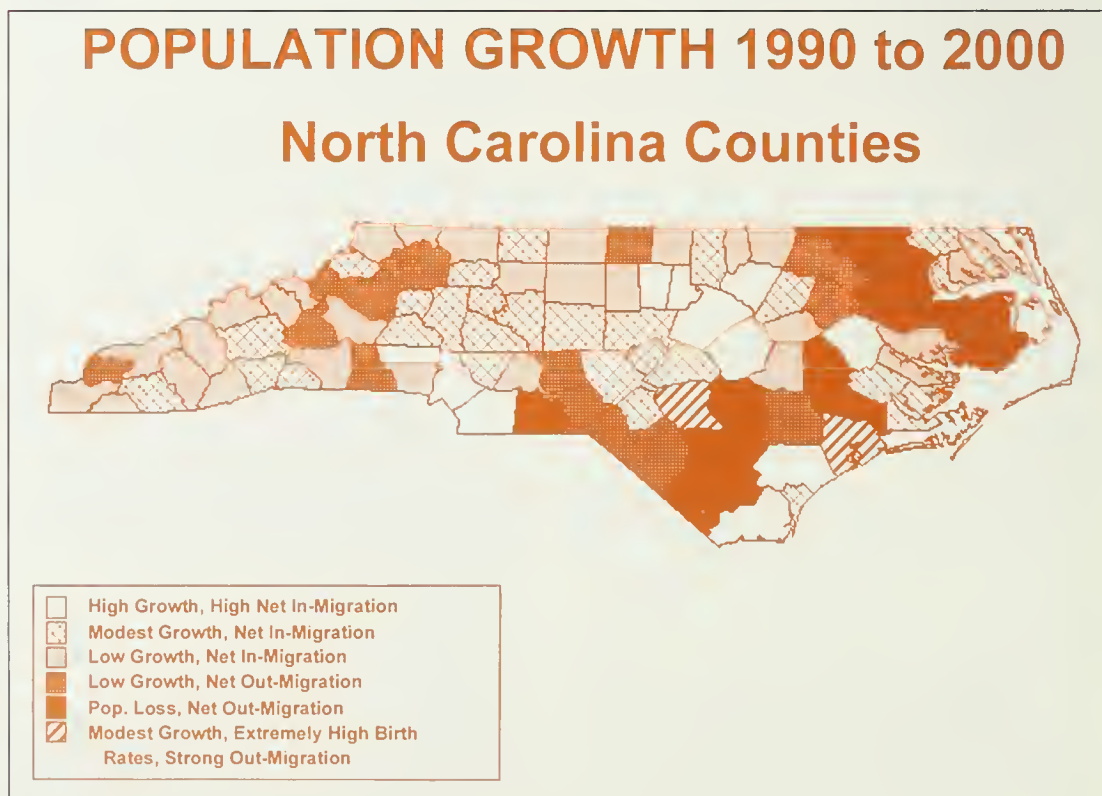 POPULATION GROWTH 1990 to 2000
North Carolina Counties
High Growth, High Net In-Migration
Modest Growth, Net In-Migration
Low Growth, Net In-Migration
Low Growth, Net Out-Migration
Pop. Loss, Net Out-Migration
Modest Growth, Extremely High Birth
Rates, Strong Out-Migration